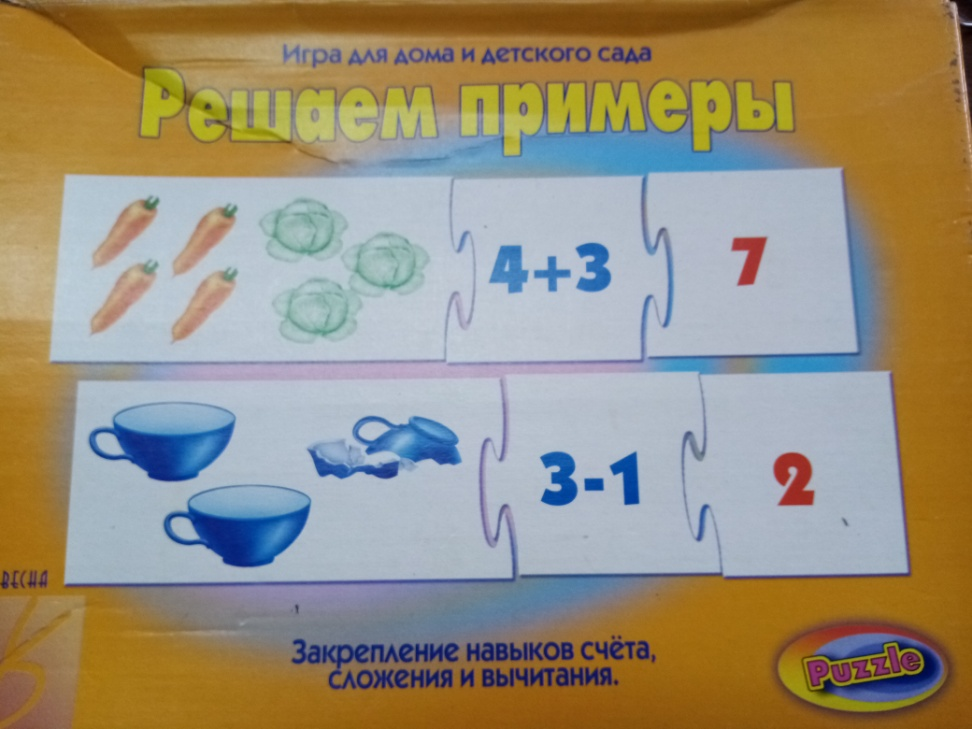 Игра для дома и детского сада
Решаем примеры
4+3
7
3-1
2
ВЕСНА
Закрепление навыков счёта,
сложения и вычитания.
Puzzle